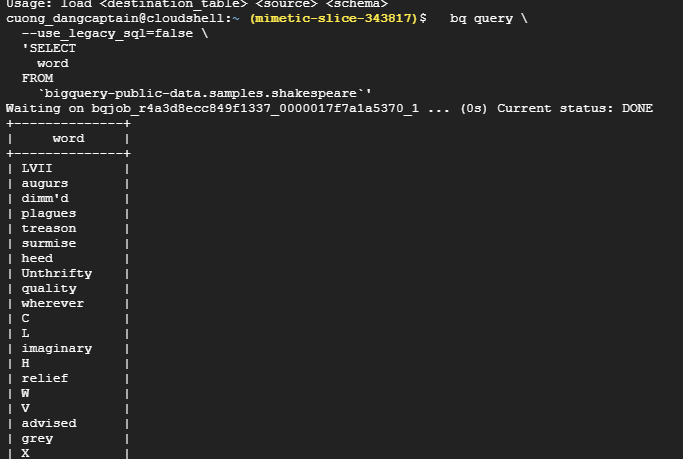 Usage: load <destination_table> <source> <schema>
cuong_dangcaptain@cloudshell:~ (mimetic-slice-343817)$   bq query \
  --use_legacy_sql=false \
  'SELECT
    word
  FROM
    `bigquery-public-data.samples.shakespeare`'
Waiting on bqjob_r4a3d8ecc849f1337_0000017f7a1a5370_1 ... (0s) Current status: DONE
+--------------+
|     word     |
+--------------+
| LVII         |
| augurs       |
| dimm'd       |
| plagues      |
| treason      |
| surmise      |
| heed         |
| Unthrifty    |
| quality      |
| wherever     |
| C            |
| L            |
| imaginary    |
| H            |
| relief       |
| W            |
| V            |
| advised      |
| grey         |
| X            |